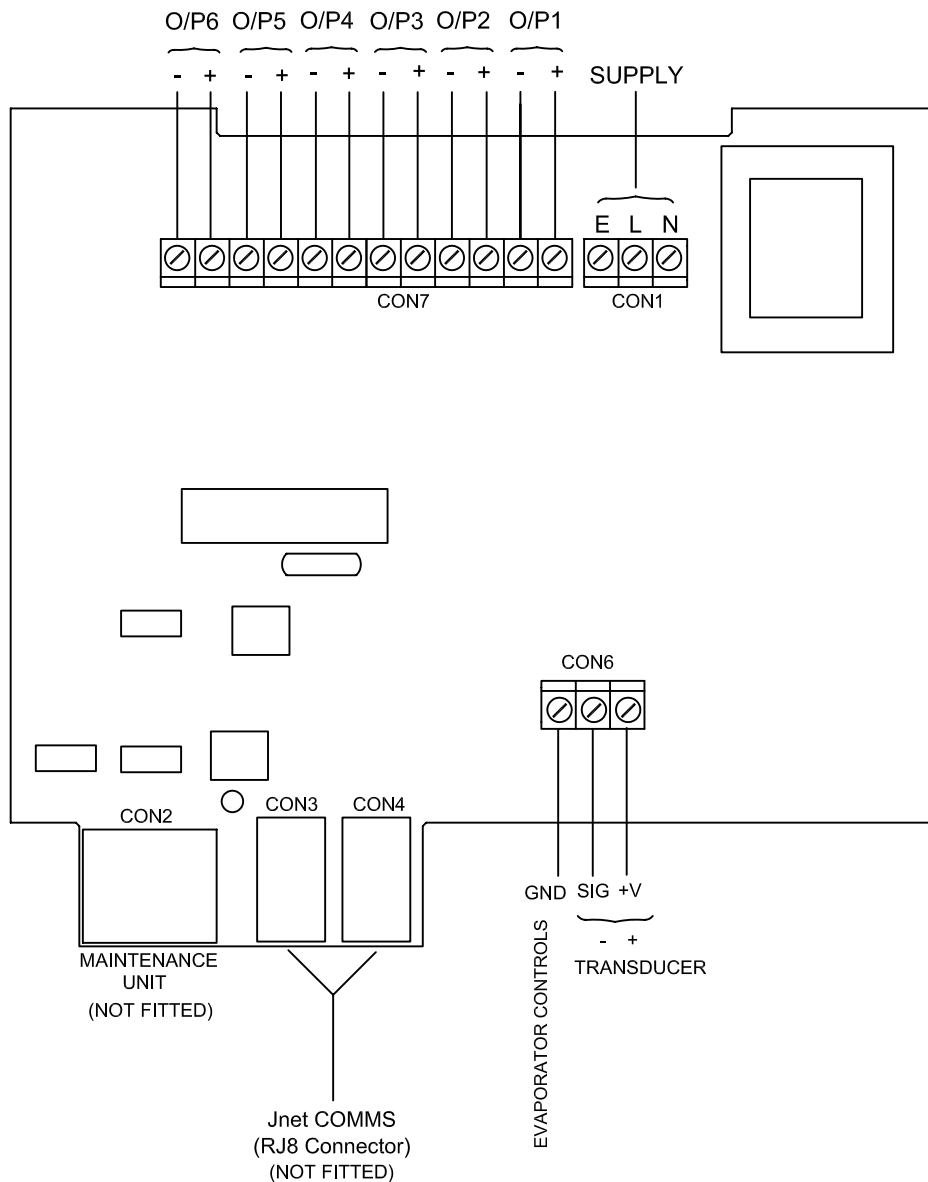 O/P6 O/P5 O/P4 O/P3 O/P2 O/P1
- + - + - + - + - + - +
SUPPLY
E L N
CON7
CON1
CON6
CON2
CON3
CON4
GND SIG +V
- +
TRANSDUCER
EVAPORATOR CONTROLS
MAINTENANCE
UNIT
(NOT FITTED)
Jnet COMMS
(RJ8 Connector)
(NOT FITTED)